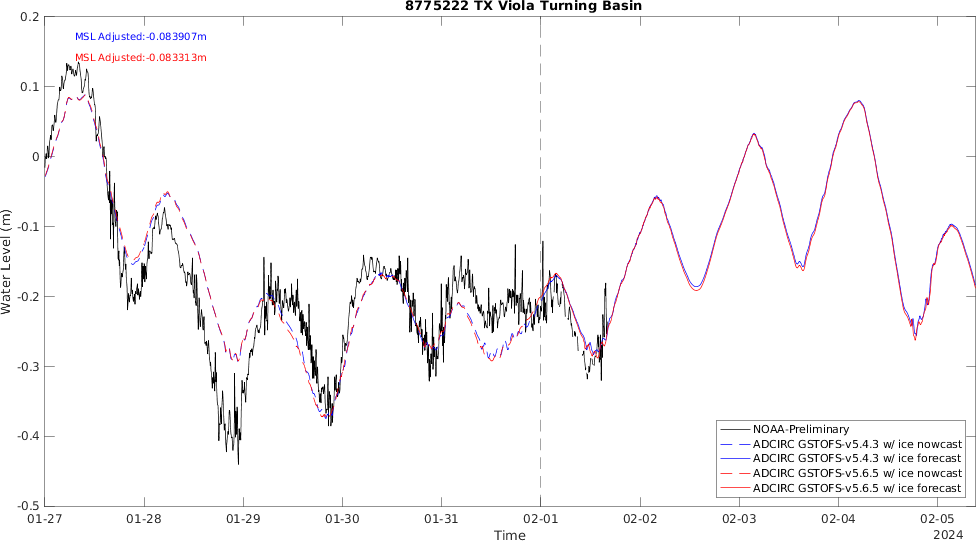 8775222 TX Viola Turning Basin
MSL Adjusted:-0.083907m
MSL Adjusted:-0.083313m
0.2
0.1
0
-0.1
-0.2
-0.3
-0.4
-0.5
Water Level (m)
NOAA-Preliminary
ADCIRC GSTOFS-v5.4.3 w/ ice nowcast
ADCIRC GSTOFS-v5.4.3 w/ ice forecast
ADCIRC GSTOFS-v5.6.5 w/ ice nowcast
ADCIRC GSTOFS-v5.6.5 w/ ice forecast
01-27 01-28 01-29 01-30 01-31 02-01 02-02 02-03 02-04 02-05
Time
2024